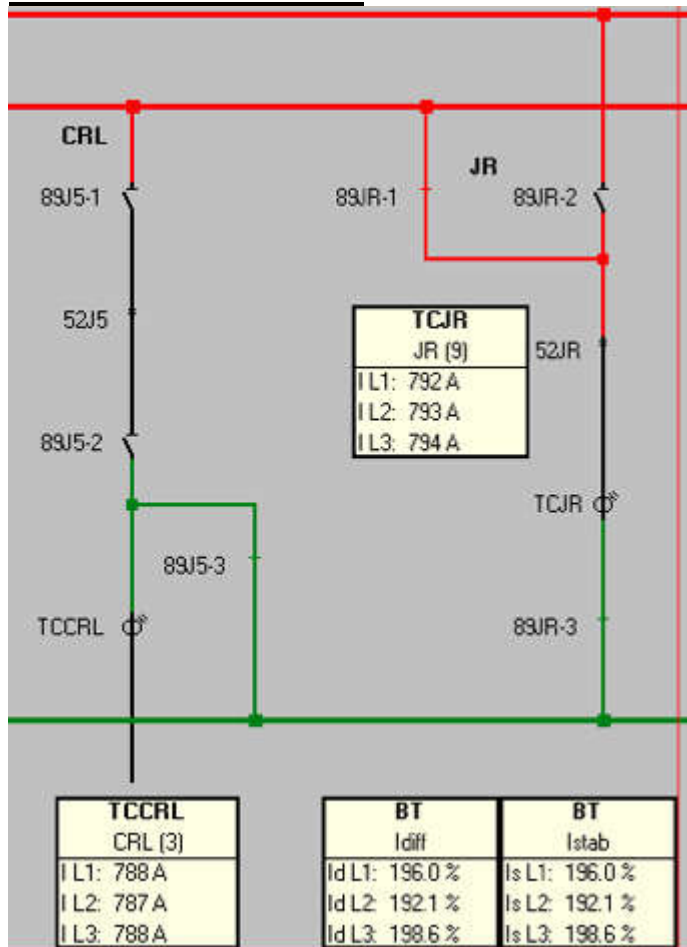 CRL
JR
89J5-1
89JR-1
89JR-2
52J5
TCJR
JR (9)
I L1: 792 A
I L2: 793 A
I L3: 794 A
52JR
89J5-2
TCJR
89J5-3
TCCRL
89JR-3
TCCRL
CRL (3)
I L1: 788 A
I L2: 787 A
I L3: 788 A
BT
Idiff
Id L1: 196.0 %
Id L2: 192.1 %
Id L3: 198.6 %
BT
Istab
Is L1: 196.0 %
Is L2: 192.1 %
Is L3: 198.6 %